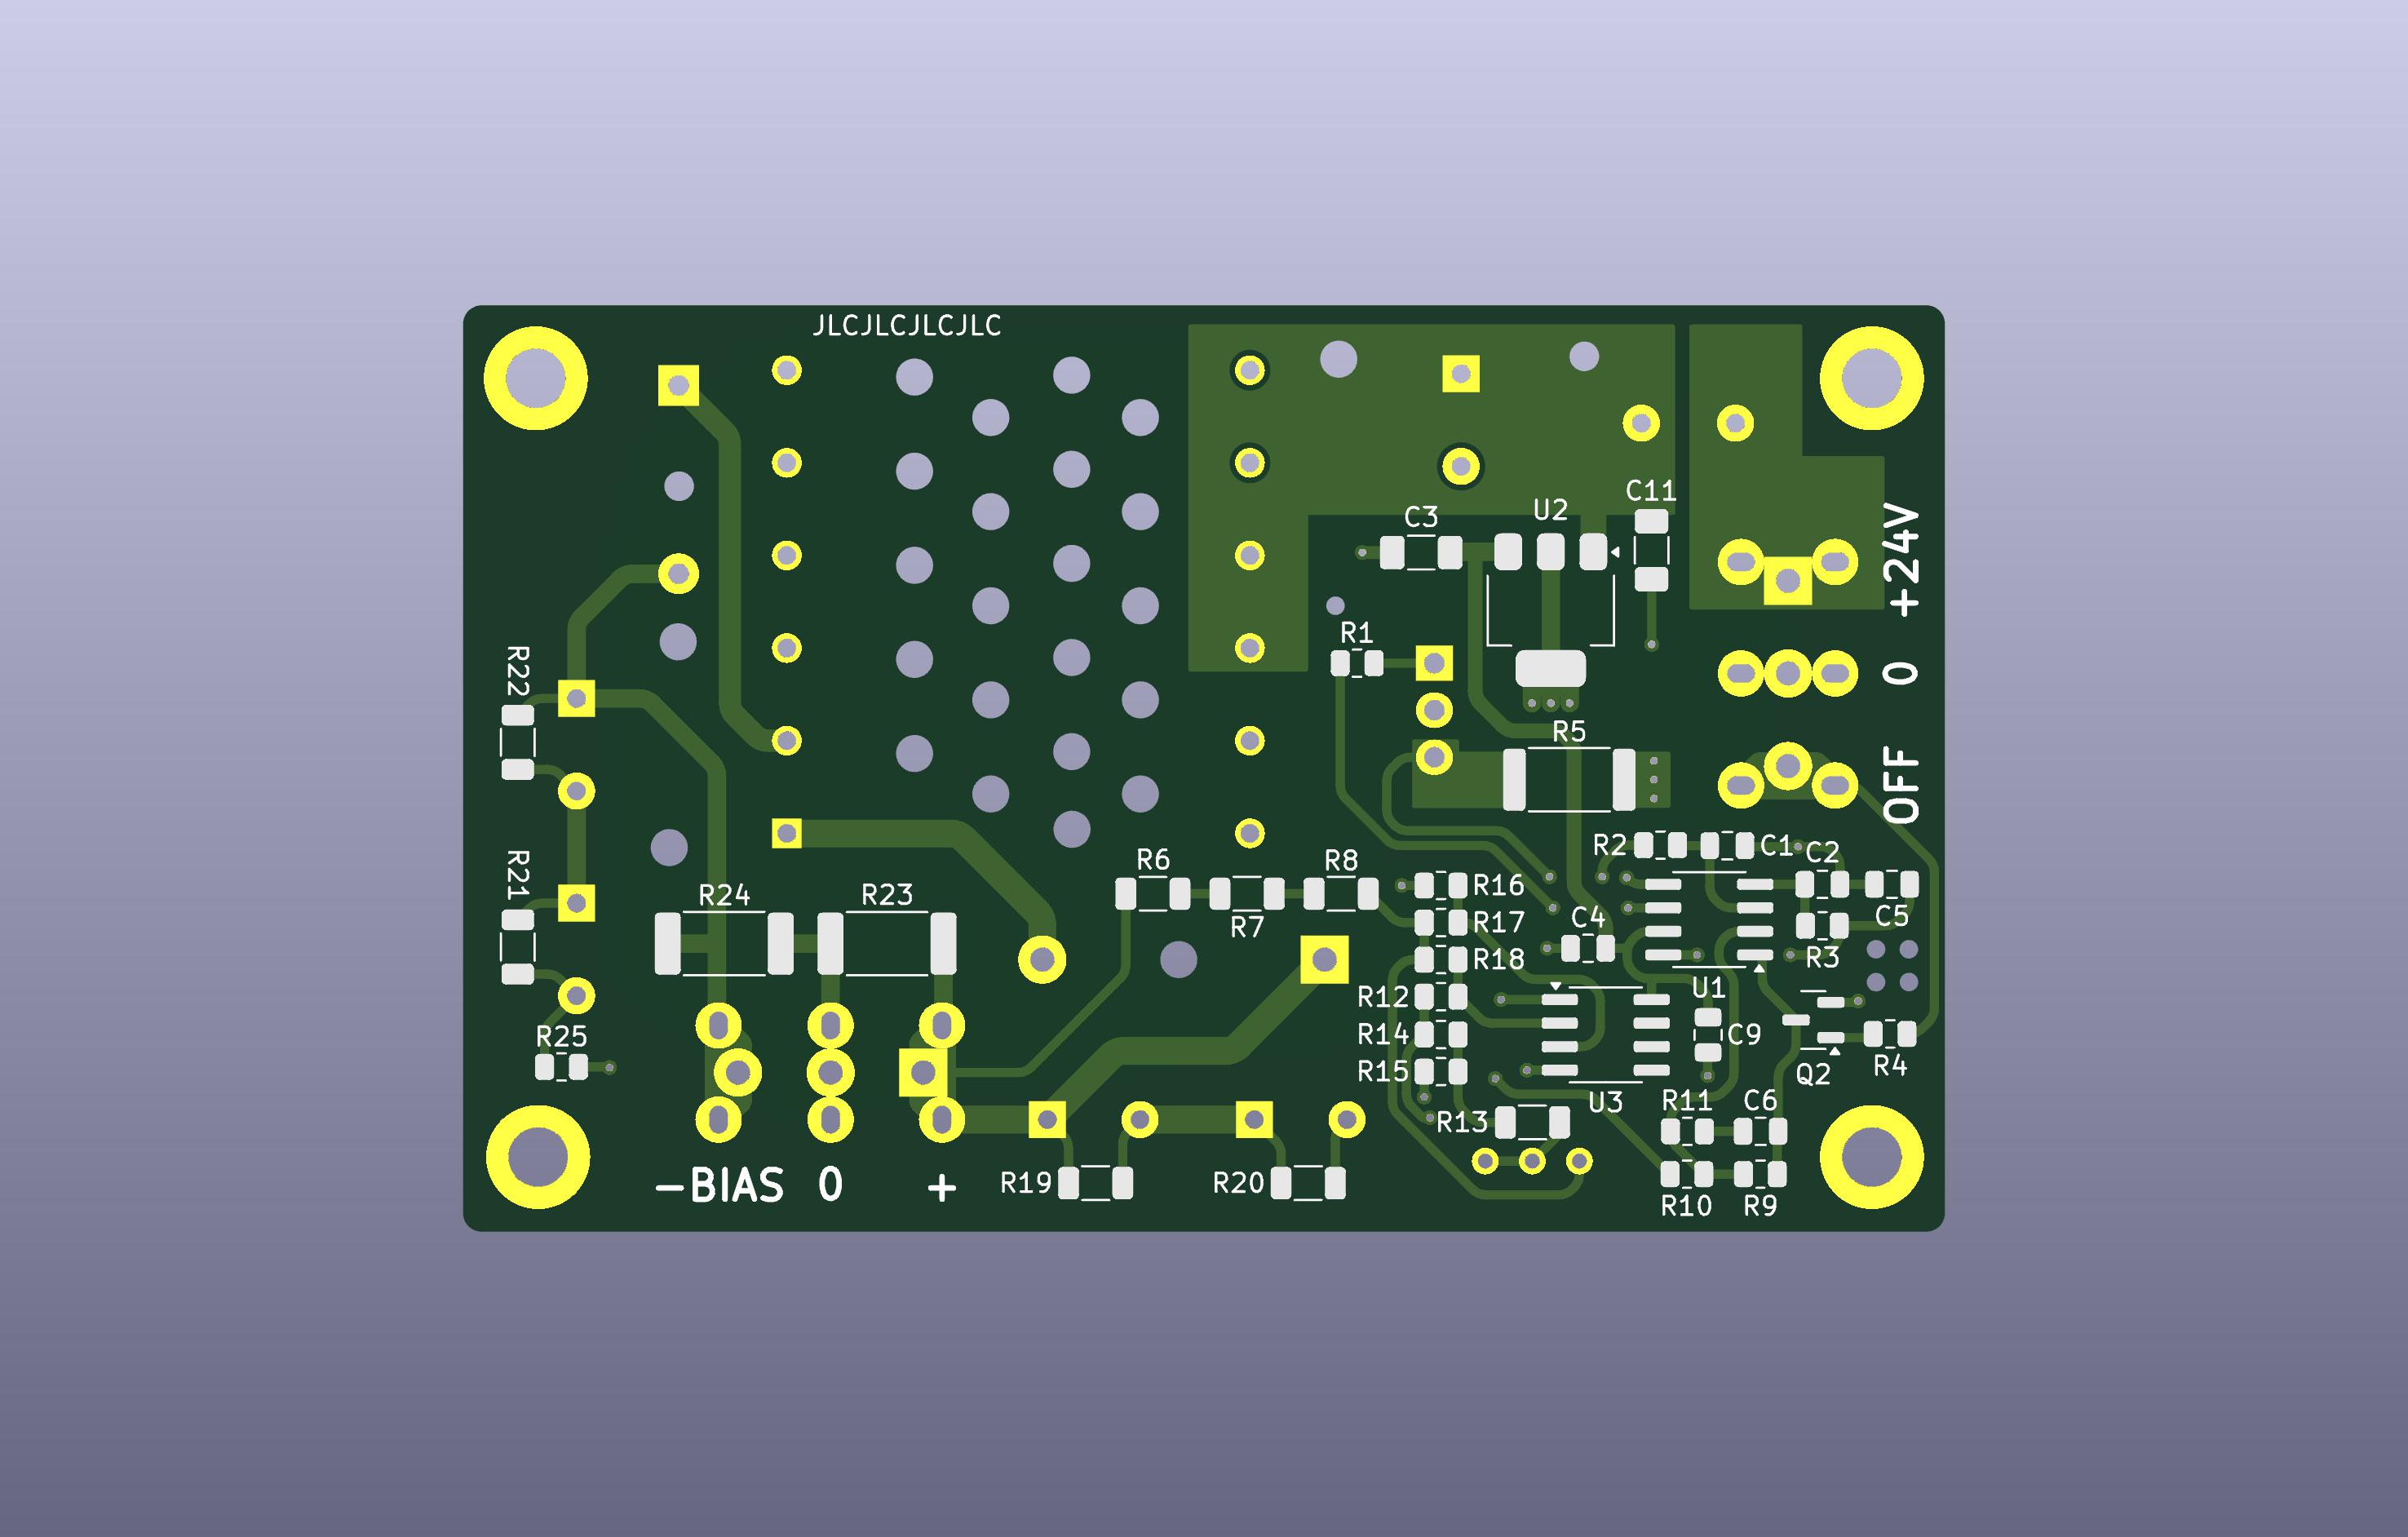 JLCJLCJLCJLC
C11
U2
C3
+24V
R1
R22
0
R5
OFF
R2
C1
C2
R6
R8
R21
R24
R23
R16
R7
C4
C5
R17
R3
R18
U1
R12
R25
R14
C9
R4
R15
Q2
R11
C6
U3
R13
-BIAS
0
+
R19
R20
R10
R9